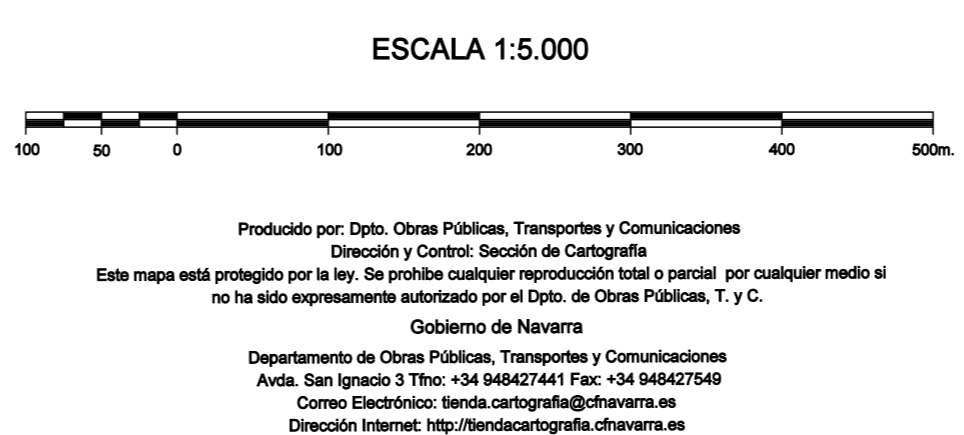 ESCALA 1:5.000
100 50 0 100 200 300 400 500m.
Producido por: Dpto. Obras Públicas, Transportes y Comunicaciones
Dirección y Control: Sección de Cartografía
Este mapa está protegido por la ley. Se prohibe cualquier reproducción total o parcial por cualquier medio si
no ha sido expresamente autorizado por el Dpto. de Obras Públicas, T. y C.
Gobierno de Navarra
Departamento de Obras Públicas, Transportes y Comunicaciones
Avda. San Ignacio 3 Tfno: +34 948427441 Fax: +34 948427549
Correo Electrónico: tienda.cartografia@cfnavarra.es
Dirección Internet: http://tiendacartografia.cfnavarra.es